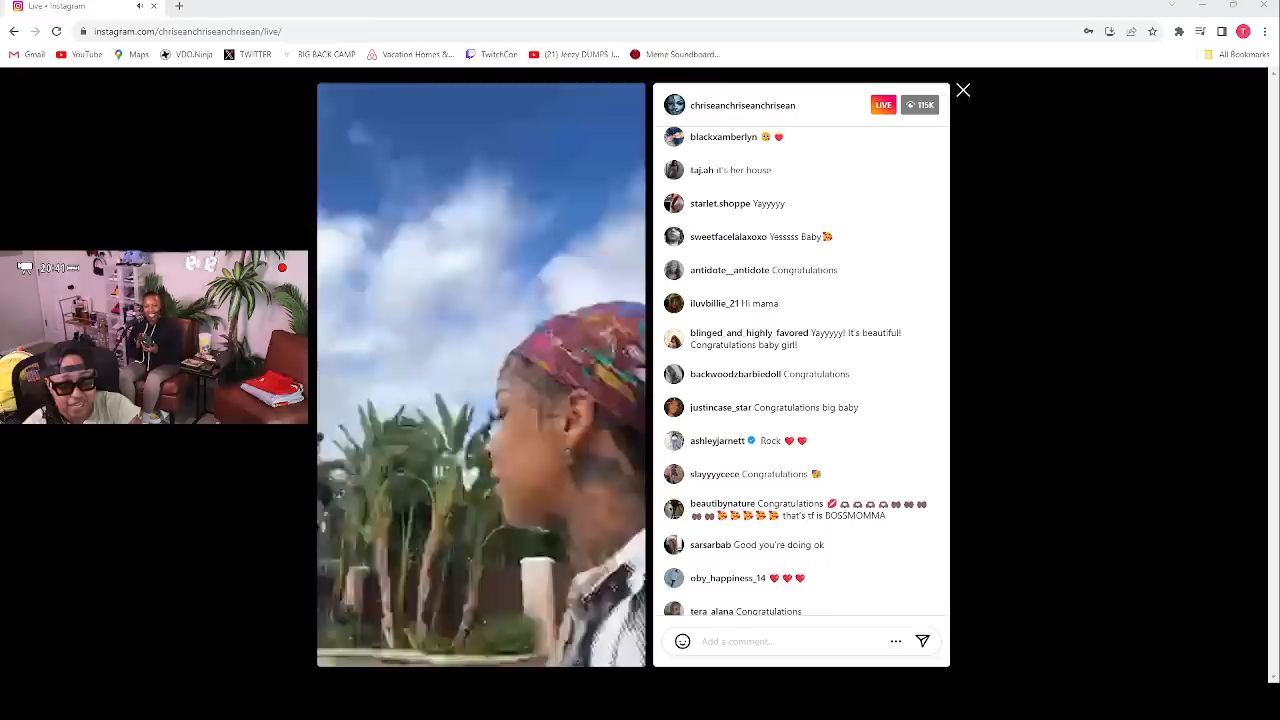 Live • Instagram
instagram.com/chriseanchriseanchrisean/live/
T
Gmail
YouTube
Maps
VDO.Ninja
TWITTER
BIG BACK CAMP
Vacation Homes &...
TwitchCon
(21) Jeezy DUMPS J...
Meme Soundboard...
All Bookmarks
chriseanchriseanchrisean
LIVE
115K
blackxamberlyn 🥹 ❤️
taj.ah it's her house
starlet.shoppe Yayyyyy
sweetfacelalaxoxo Yesssss Baby🥰
antidote__antidote Congratulations
iluvbillie_21 Hi mama
blinged_and_highly_favored Yayyyyy! It's beautiful!
Congratulations baby girl!
backwoodzbarbiedoll Congratulations
justincase_star Congratulations big baby
ashleyjarnett Rock ❤️ ❤️
slayyyycece Congratulations 🥰
beautibynature Congratulations 💋 🫶🏾 🫶🏾 🫶🏾 🫶🏾 🙌🏾 🙌🏾 🙌🏾
🙌🏾 🙌🏾 🥰 🥰 🥰 🥰 🥰 that's tf is BOSSMOMMA
sarsarbab Good you're doing ok
oby_happiness_14 ❤️ ❤️ ❤️
tera_alana Congratulations
Add a comment...